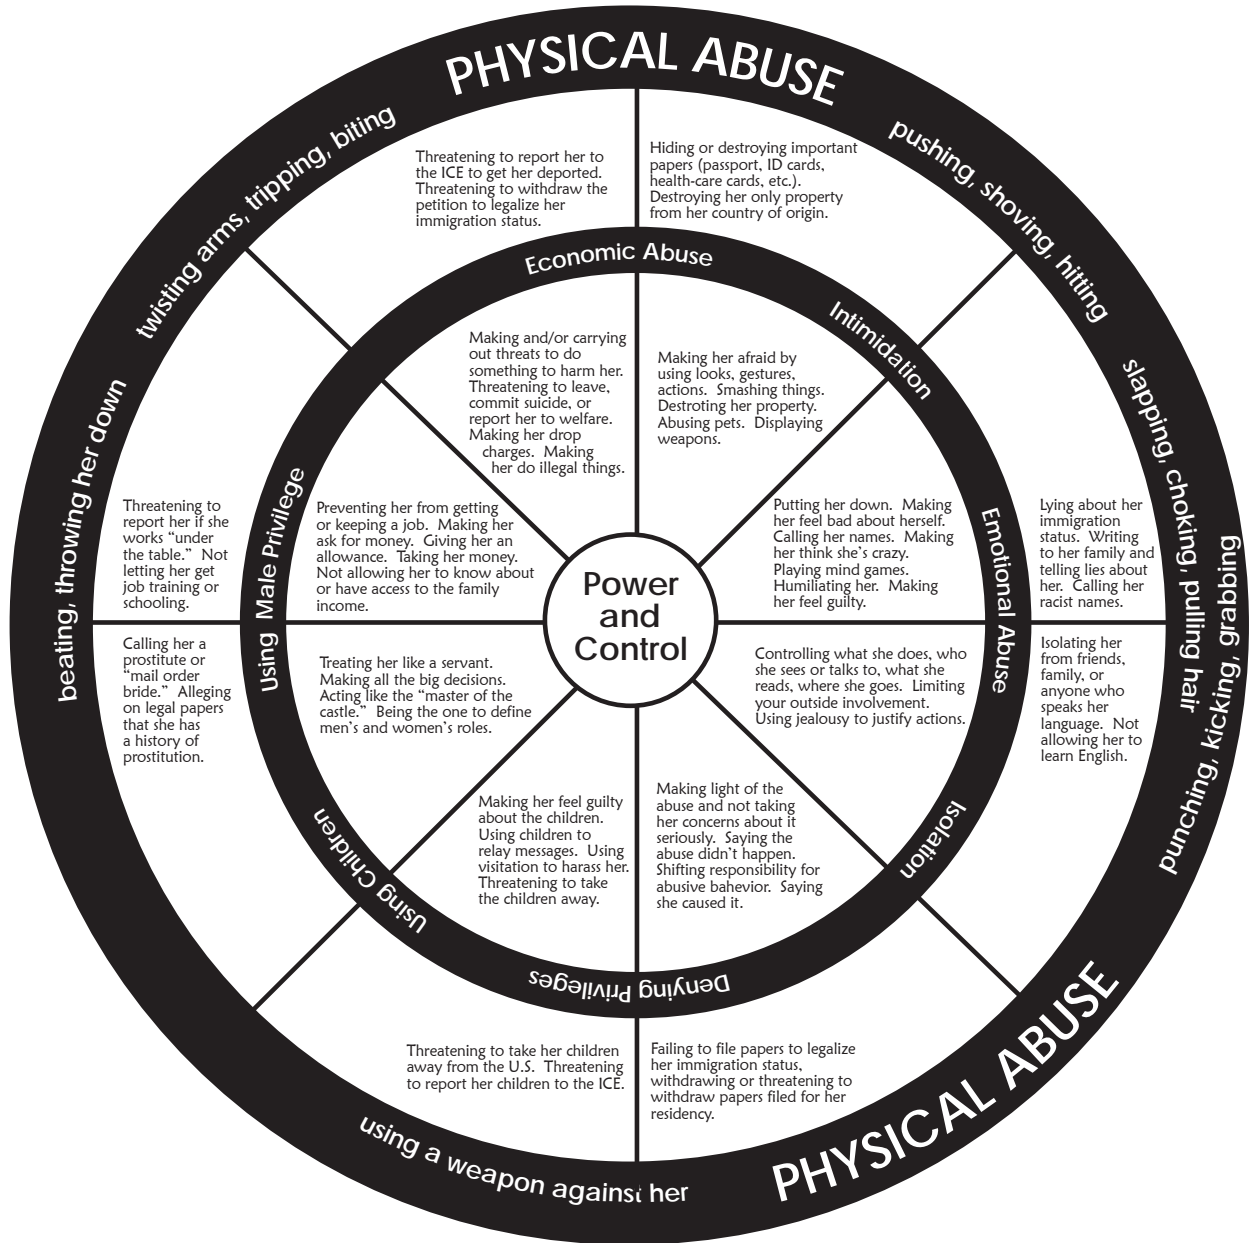 PHYSICAL ABUSE
twisting arms, tripping, biting
pushing, shoving, hitting
slapping, choking, pulling hair
punching, kicking, grabbing
beating, throwing her down
Threatening to report her to
the ICE to get her deported.
Threatening to withdraw the
petition to legalize her
immigration status.
Hiding or destroying important
papers (passport, ID cards,
health-care cards, etc.).
Destroying her only property
from her country of origin.
Economic Abuse
Intimidation
Making and/or carrying
out threats to do
something to harm her.
Threatening to leave,
commit suicide, or
report her to welfare.
Making her drop
charges.  Making
her do illegal things.
Making her afraid by
using looks, gestures,
actions.  Smashing things.
Destroting her property.
Abusing pets.  Displaying
weapons.
Threatening to
report her if she
works “under
the table.”  Not
letting her get
job training or
schooling.
Using Male Privilege
Preventing her from getting
or keeping a job.  Making her
ask for money.  Giving her an
allowance.  Taking her money.
Not allowing her to know about
or have access to the family
income.
Putting her down.  Making
her feel bad about herself.
Calling her names.  Making
her think she’s crazy.
Playing mind games.
Humiliating her.  Making
her feel guilty.
Emotional Abuse
Lying about her
immigration
status.  Writing
to her family and
telling lies about
her.  Calling her
racist names.
Power
and
Control
Calling her a
prostitute or
“mail order
bride.”  Alleging
on legal papers
that she has
a history of
prostitution.
Treating her like a servant.
Making all the big decisions.
Acting like the “master of the
castle.”  Being the one to define
men’s and women’s roles.
Controlling what she does, who
she sees or talks to, what she
reads, where she goes.  Limiting
your outside involvement.
Using jealousy to justify actions.
Isolating her
from friends,
family, or
anyone who
speaks her
language.  Not
allowing her to
learn English.
Making her feel guilty
about the children.
Using children to
relay messages.  Using
visitation to harass her.
Threatening to take
the children away.
Making light of the
abuse and not taking
her concerns about it
seriously.  Saying the
abuse didn’t happen.
Shifting responsibility for
abusive bahevior.  Saying
she caused it.
Using Children
Isolation
Denying Privileges
Threatening to take her children
away from the U.S.  Threatening
to report her children to the ICE.
Failing to file papers to legalize
her immigration status,
withdrawing or threatening to
withdraw papers filed for her
residency.
using a weapon against her
PHYSICAL ABUSE